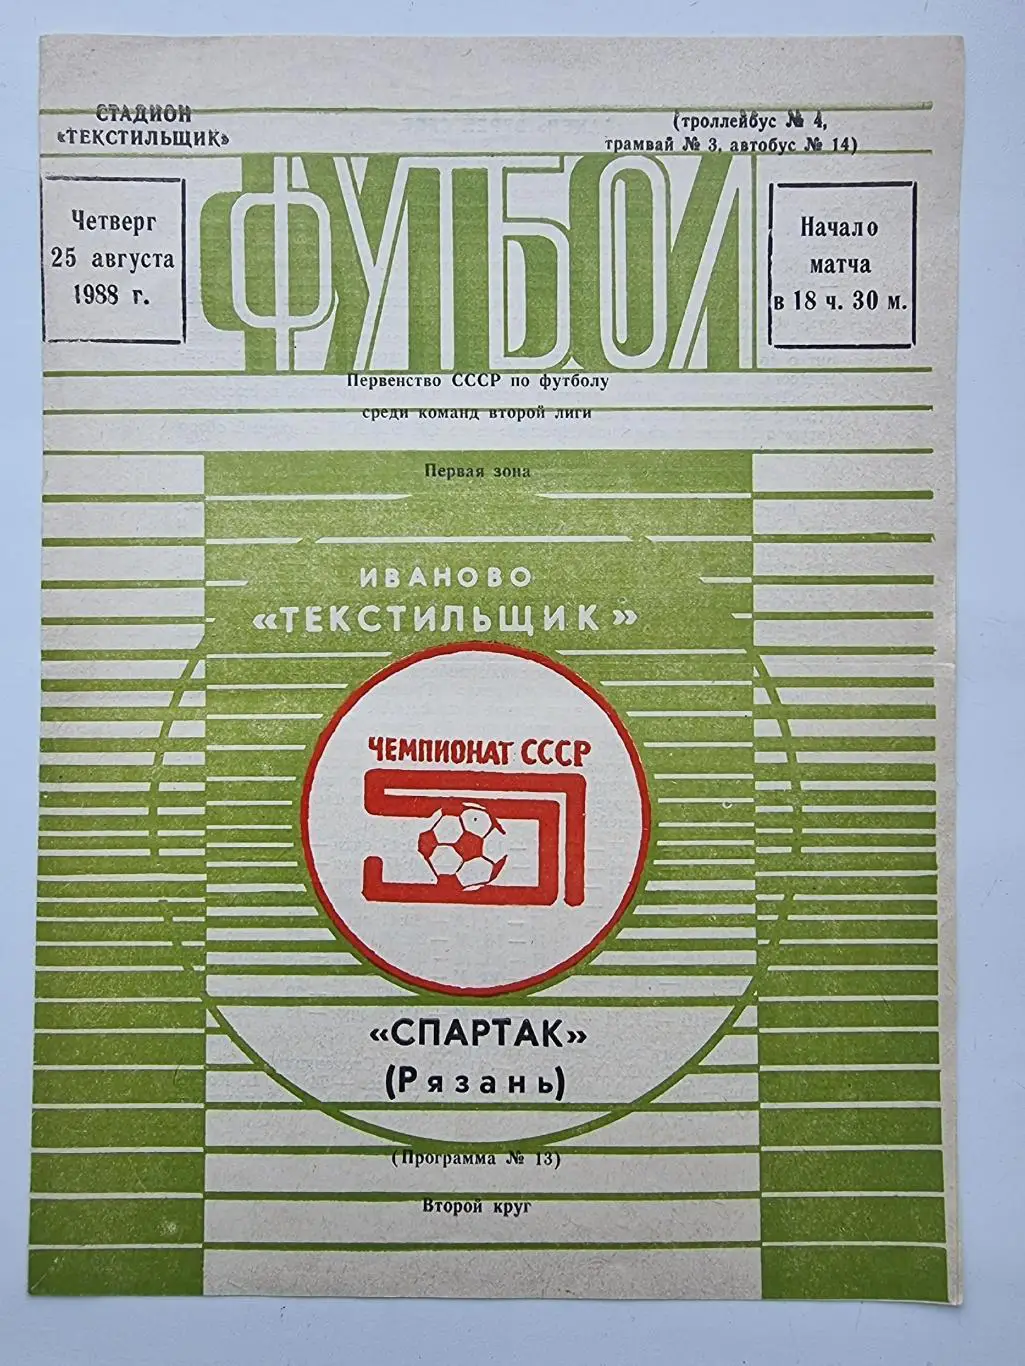 СТАДИОН
«ТЕКСТИЛЬЩИК»
(троллейбус № 4,
трамвай № 3, автобус № 14)
Четверг
25 августа
1988 г.
ФУТБОЛ
Начало
матча
в 18 ч. 30 м.
Первенство СССР по футболу
среди команд второй лиги
Первая зона
ИВАНОВО
«ТЕКСТИЛЬЩИК»
ЧЕМПИОНАТ СССР
51
«СПАРТАК»
(Рязань)
(Программа № 13)
Второй круг